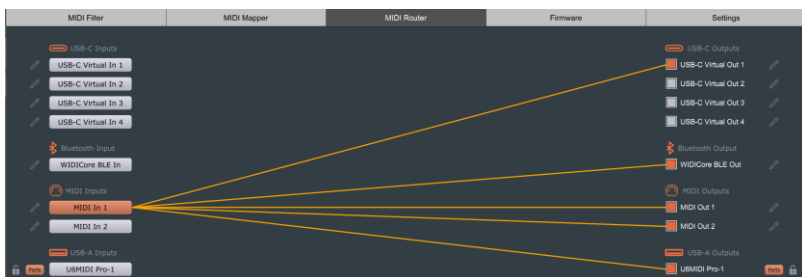 MIDI Filter MIDI Mapper MIDI Router Firmware Settings
USB-C Inputs USB-C Outputs
USB-C Virtual In 1 USB-C Virtual Out 1
USB-C Virtual In 2 USB-C Virtual Out 2
USB-C Virtual In 3 USB-C Virtual Out 3
USB-C Virtual In 4 USB-C Virtual Out 4
Bluetooth Input Bluetooth Output
WIDICore BLE In WIDICore BLE Out
MIDI Inputs MIDI Outputs
MIDI In 1 MIDI Out 1
MIDI In 2 MIDI Out 2
USB-A Inputs USB-A Outputs
Ports U6MIDI Pro-1 U6MIDI Pro-1 Ports